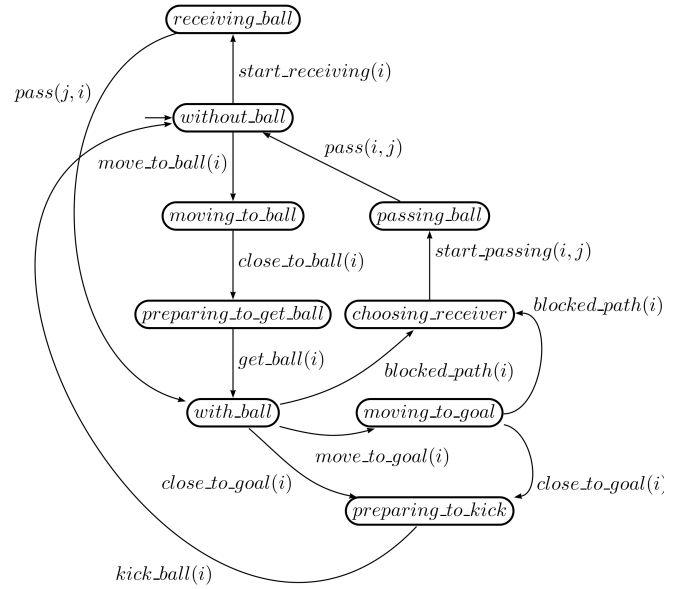 receiving_ball
start_receiving(i)
pass(j, i)
without_ball
pass(i, j)
move_to_ball(i)
moving_to_ball
passing_ball
start_passing(i, j)
close_to_ball(i)
blocked_path(i)
preparing_to_get_ball
choosing_receiver
get_ball(i)
blocked_path(i)
with_ball
moving_to_goal
move_to_goal(i)
close_to_goal(i)
close_to_goal(i)
preparing_to_kick
kick_ball(i)